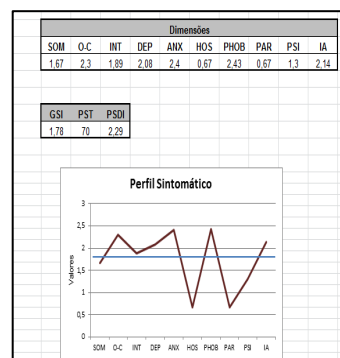 Dimensões
SOM O-C INT DEP ANX HOS PHOB PAR PSI IA
1,67 2,3 1,89 2,08 2,4 0,67 2,43 0,67 1,3 2,14
GSI PST PSDI
1,78 70 2,29
Perfil Sintomático
3
2,5
2
1,5
1
0,5
0
Valores
SOM O-C INT DEP ANX HOS PHOB PAR PSI IA